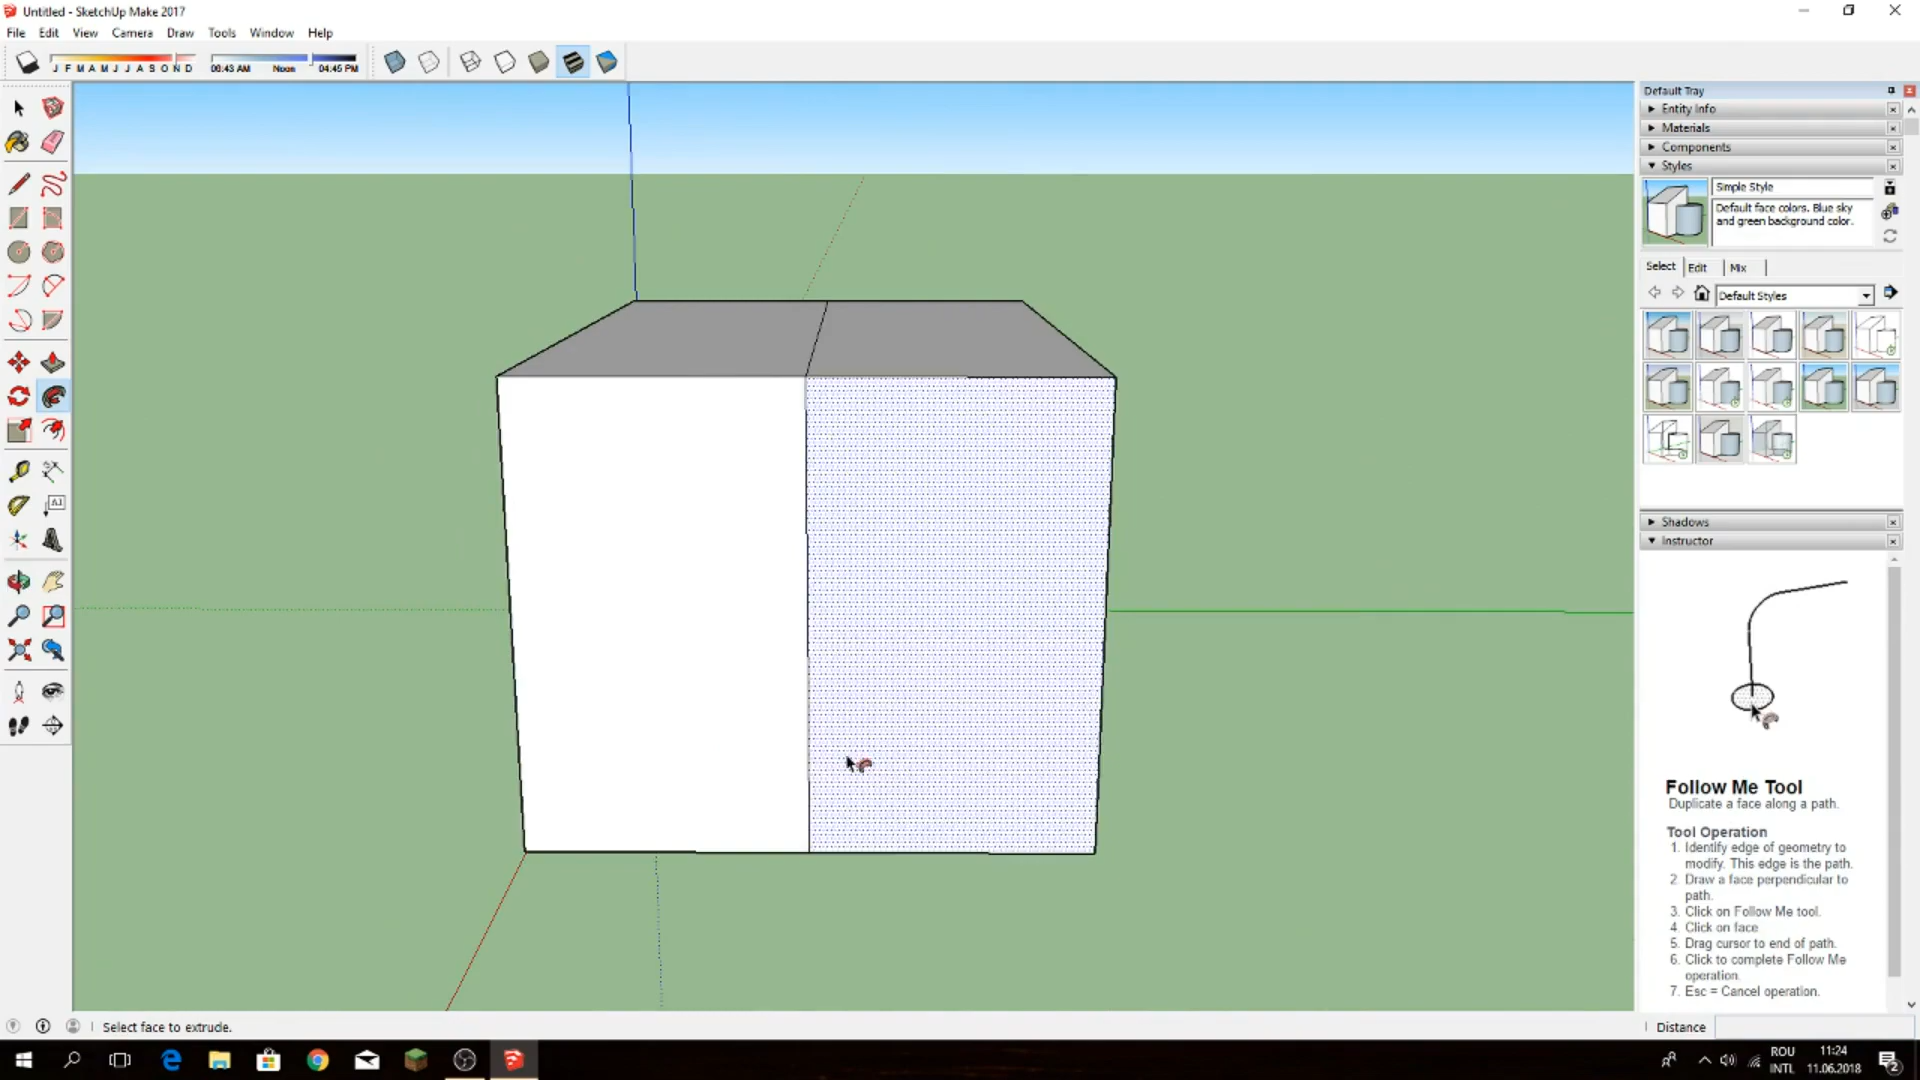 Untitled - SketchUp Make 2017
File Edit View Camera Draw Tools Window Help
J F M A M J J A S O N D
06:43 AM Noon 04:45 PM
Default Tray
Entity Info
Materials
Components
Styles
Simple Style
Default face colors. Blue sky
and green background color.
Select Edit Mix
Default Styles
Shadows
Instructor
Follow Me Tool
Duplicate a face along a path.
Tool Operation
1. Identify edge of geometry to
modify. This edge is the path.
2 Draw a face perpendicular to
path.
3. Click on Follow Me tool.
4. Click on face
5. Drag cursor to end of path.
6. Click to complete Follow Me
operation.
7. Esc = Cancel operation.
Select face to extrude.
Distance
ROU
INTL
11:24
11.06.2018
2
A1